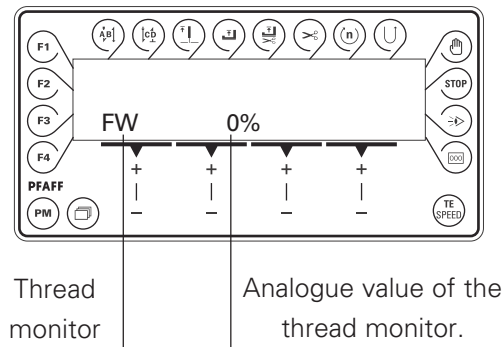 A B
c d
F1
F2
STOP
F3
FW 0%
F4
000
+ + + +
PFAFF
PM
− − − −
TE
SPEED
(n)
Thread
monitor
Analogue value of the
thread monitor.